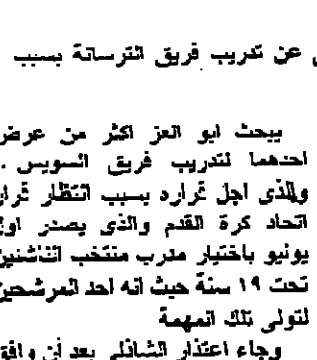 عن تدريب فريق الترسانة بسبب
يبحث ابو العز اكثر من عرض
احدهما لتدريب فريق السويس .
والذى اجل قراره بسبب انتظار قرار
اتحاد كرة القدم والذى يصدر اول
يونيو باختيار مدرب منتخب الناشئين
تحت ١٩ سنة حيث انه احد المرشحين
لتولى تلك المهمة
وجاء اعتذار الشاذلى بعد أن وافق